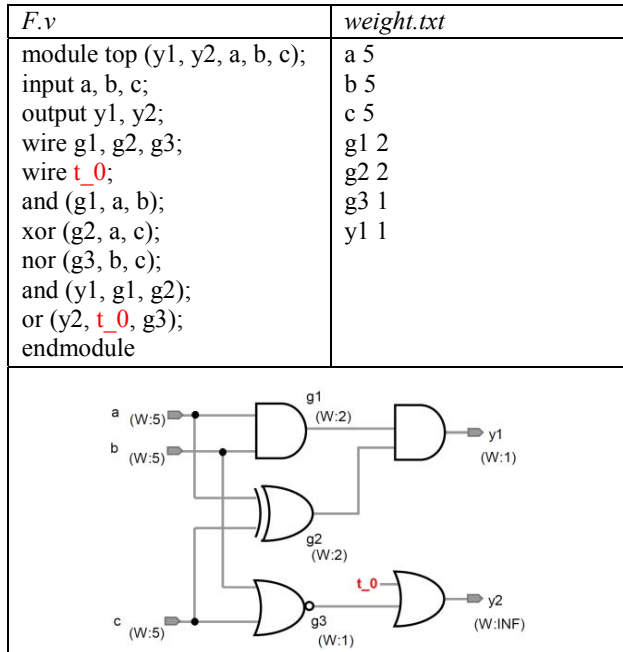 F.v
weight.txt
module top (y1, y2, a, b, c);
input a, b, c;
output y1, y2;
wire g1, g2, g3;
wire t_0;
and (g1, a, b);
xor (g2, a, c);
nor (g3, b, c);
and (y1, g1, g2);
or (y2, t_0, g3);
endmodule
a 5
b 5
c 5
g1 2
g2 2
g3 1
y1 1
g1
a (W:5)
(W:2)
b (W:5)
y1
(W:1)
g2
(W:2)
t_0
y2
(W:INF)
c (W:5)
g3
(W:1)